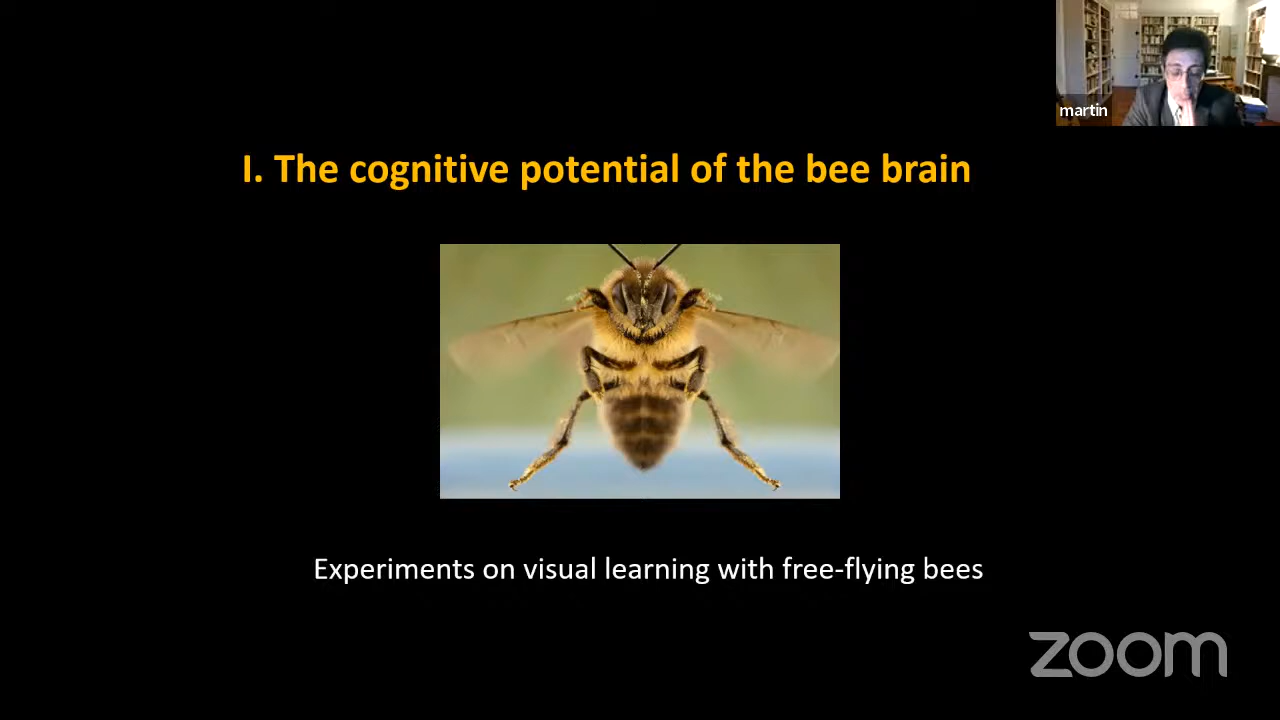 martin
I. The cognitive potential of the bee brain
Experiments on visual learning with free-flying bees
zoom